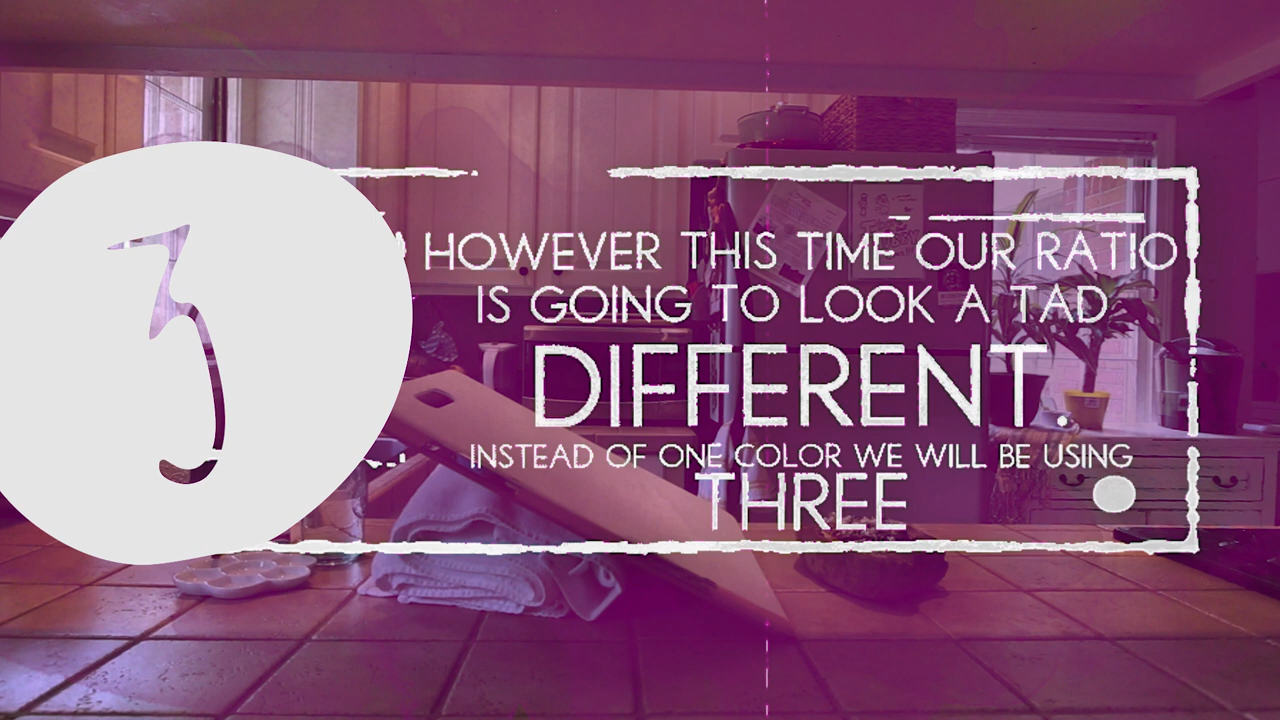 3
HOWEVER THIS TIME OUR RATIO
IS GOING TO LOOK A TAD
DIFFERENT.
INSTEAD OF ONE COLOR WE WILL BE USING
THREE